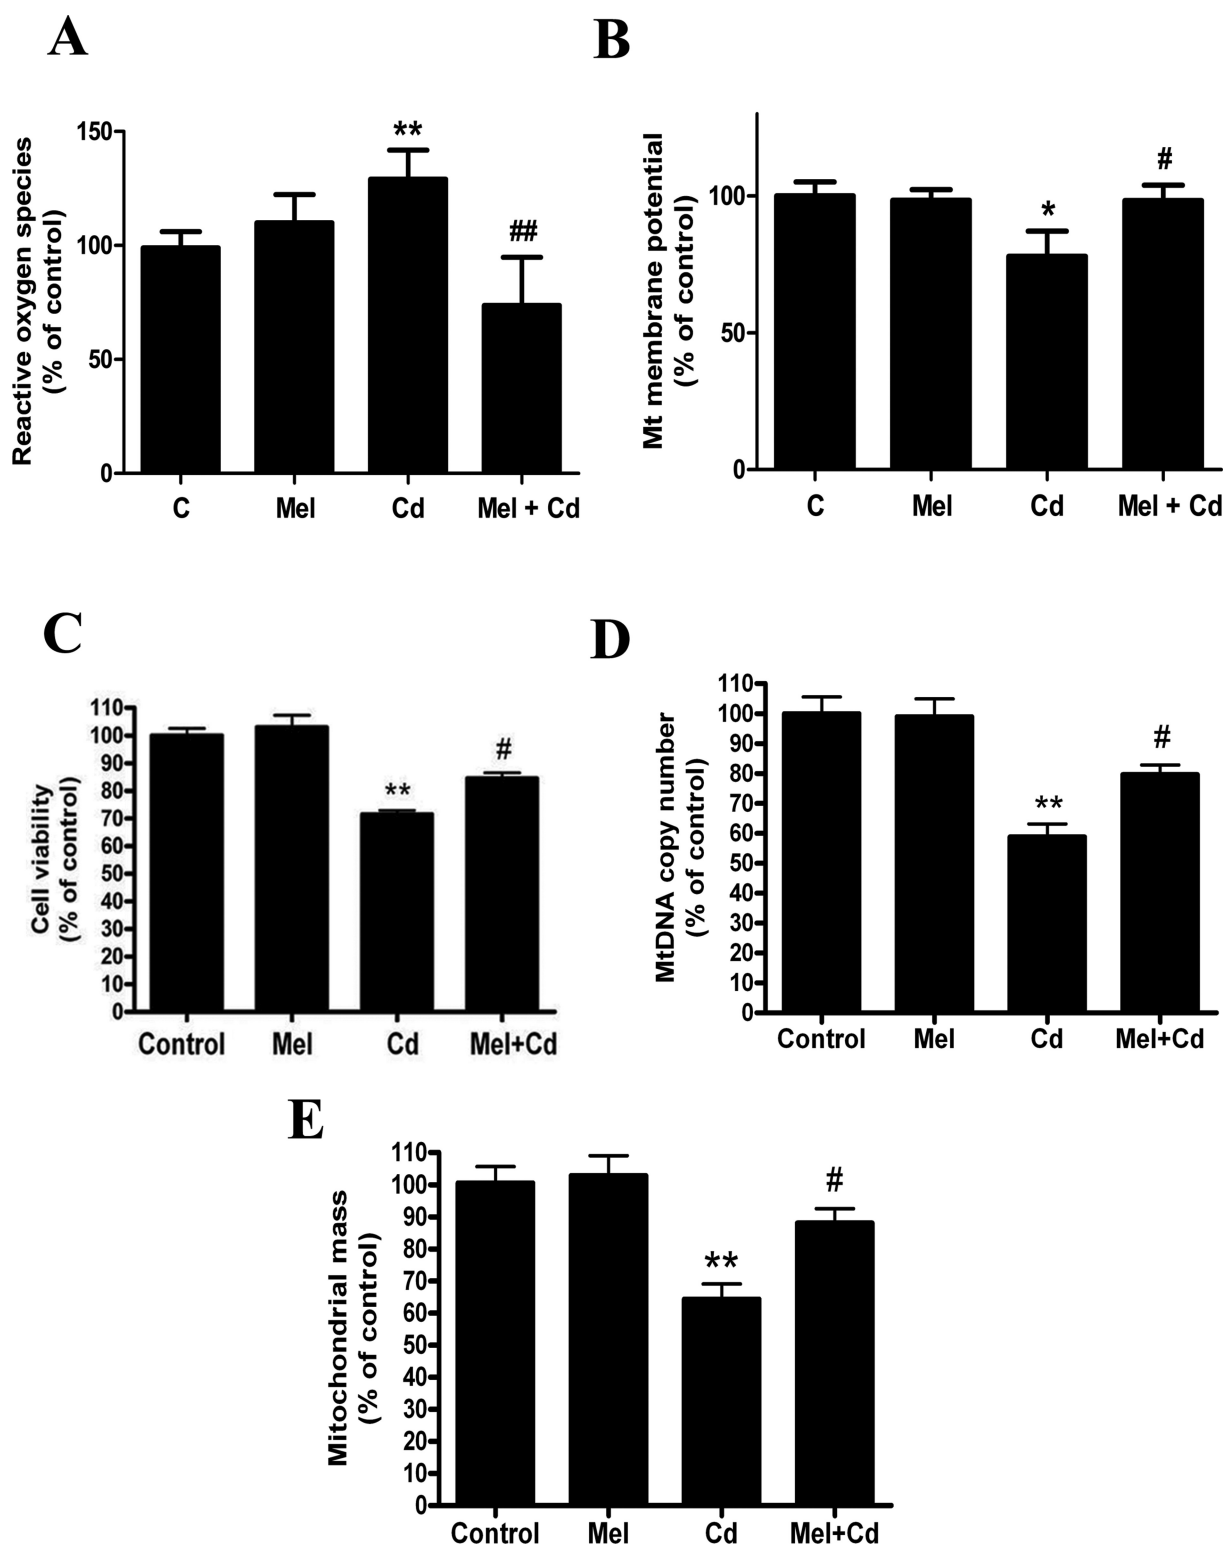 A
Reactive oxygen species
(% of control)
150
100
50
0
**
##
C Mel Cd Mel + Cd
B
Mt membrane potential
(% of control)
100
50
0
*
#
C Mel Cd Mel + Cd
C
Cell viability
(% of control)
110
100
90
80
70
60
50
40
30
20
10
0
**
#
Control Mel Cd Mel+Cd
D
MtDNA copy number
(% of control)
110
100
90
80
70
60
50
40
30
20
10
0
**
#
Control Mel Cd Mel+Cd
E
Mitochondrial mass
(% of control)
110
100
90
80
70
60
50
40
30
20
10
0
**
#
Control Mel Cd Mel+Cd